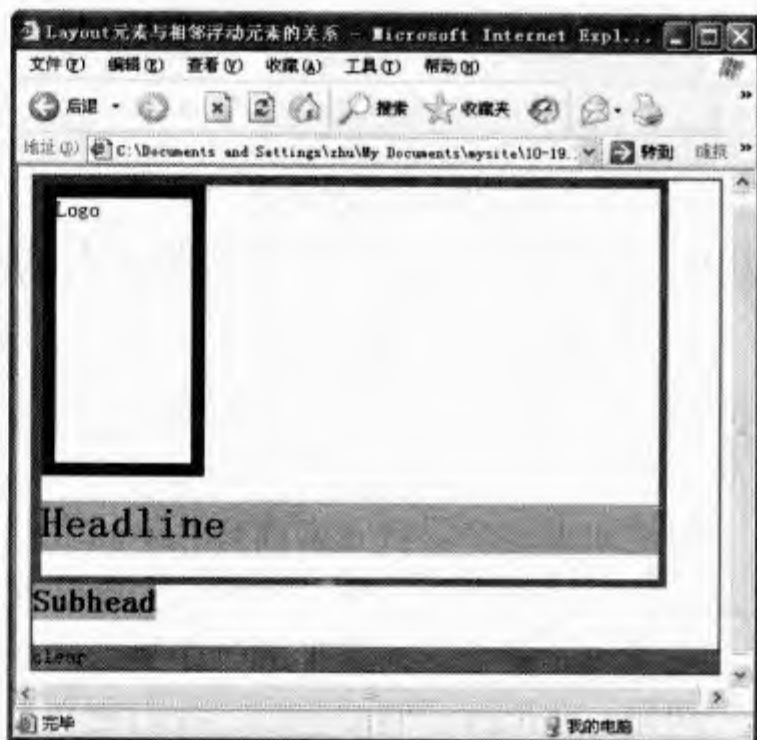 Layout元素与相邻浮动元素的关系 - Microsoft Internet Expl...
文件(F) 编辑(E) 查看(V) 收藏(A) 工具(T) 帮助(H)
后退 搜索 收藏夹 »
地址(D) C:\Documents and Settings\zhu\My Documents\mysite\10-19.. 转到 链接 »
Logo
Headline
Subhead
clear
完毕 我的电脑